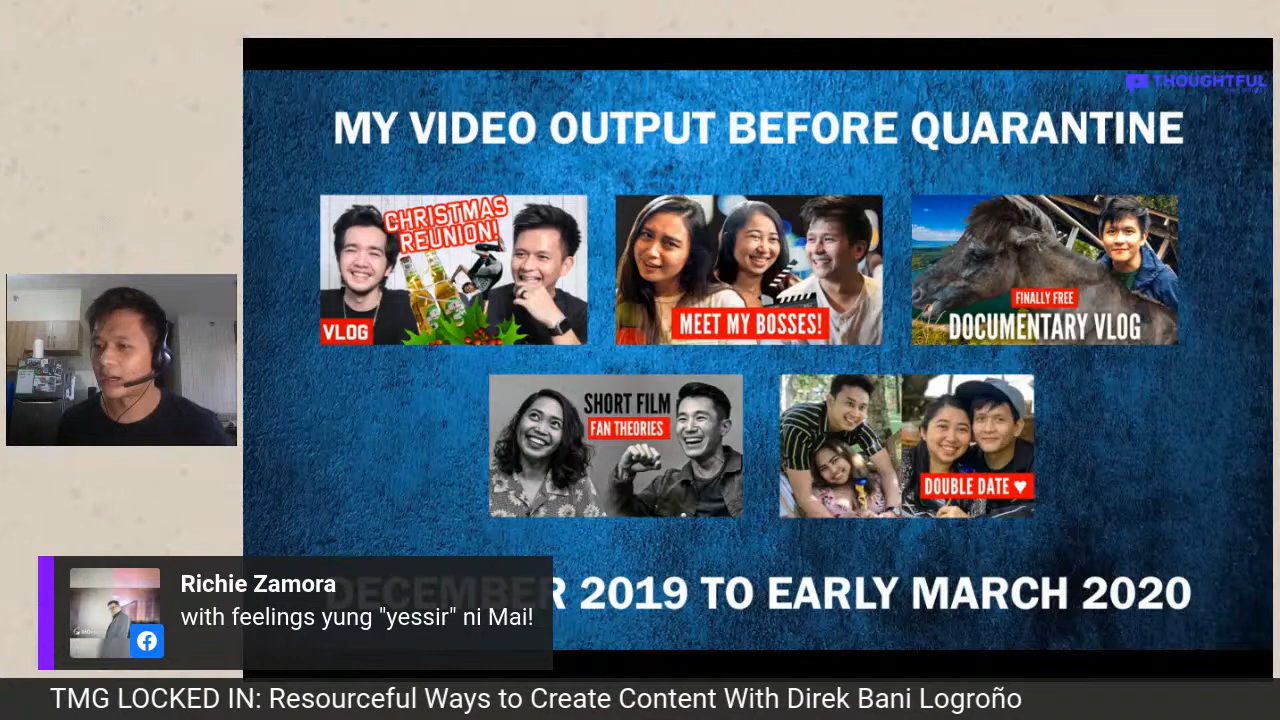 THOUGHTFUL
MY VIDEO OUTPUT BEFORE QUARANTINE
CHRISTMAS
REUNION!
VLOG
MEET MY BOSSES!
FINALLY FREE
DOCUMENTARY VLOG
SHORT FILM
FAN THEORIES
DOUBLE DATE ♥
DECEMBER 2019 TO EARLY MARCH 2020
Richie Zamora
with feelings yung "yessir" ni Mai!
TMG LOCKED IN: Resourceful Ways to Create Content With Direk Bani Logroño